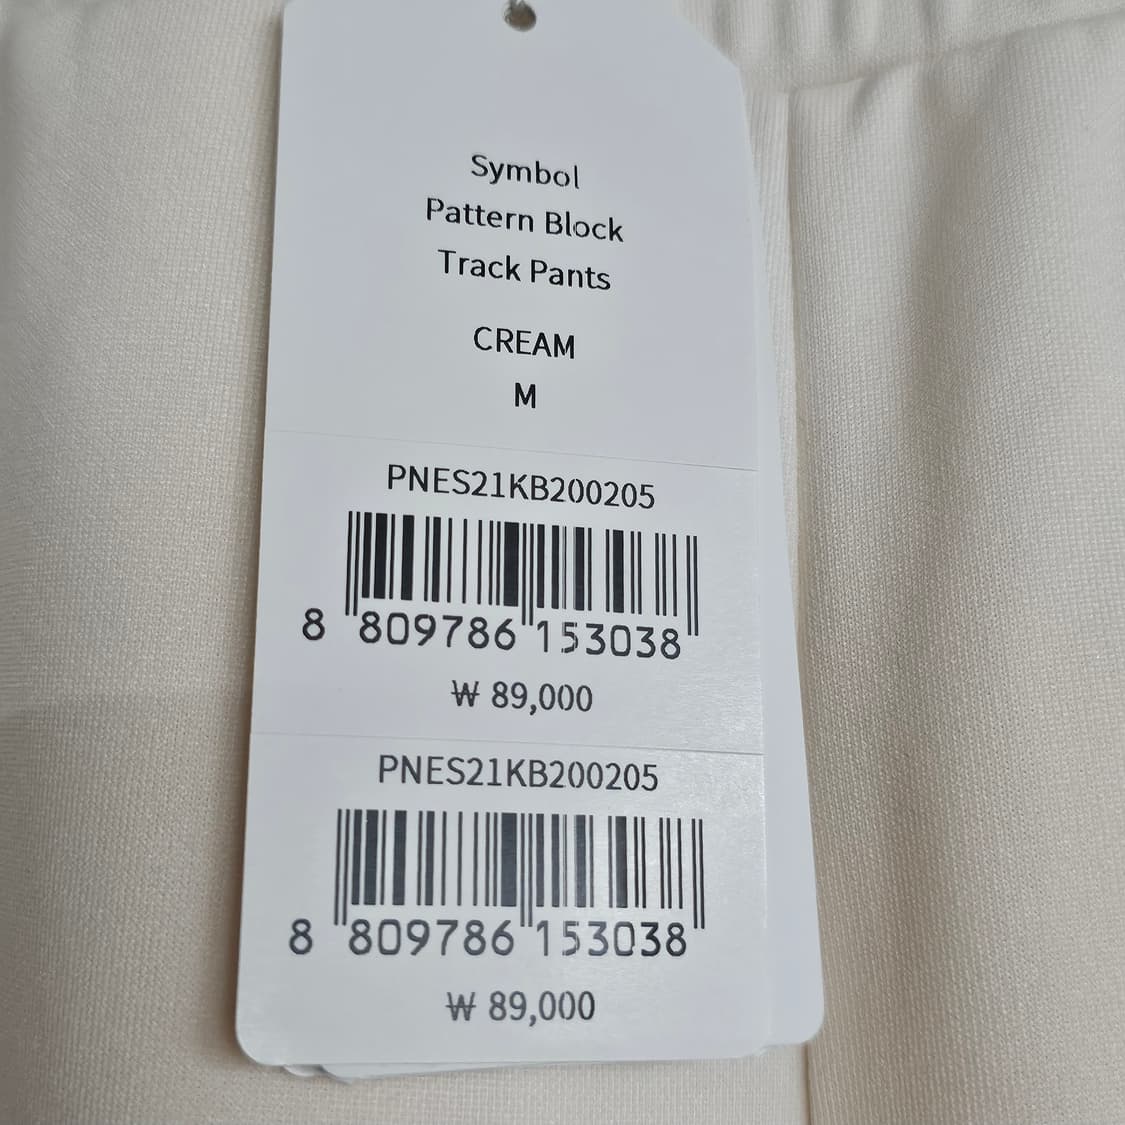 Symbol
Pattern Block
Track Pants
CREAM
M
PNES21KB200205
8 809786 153038
₩ 89,000
PNES21KB200205
8 809786 153038
₩ 89,000